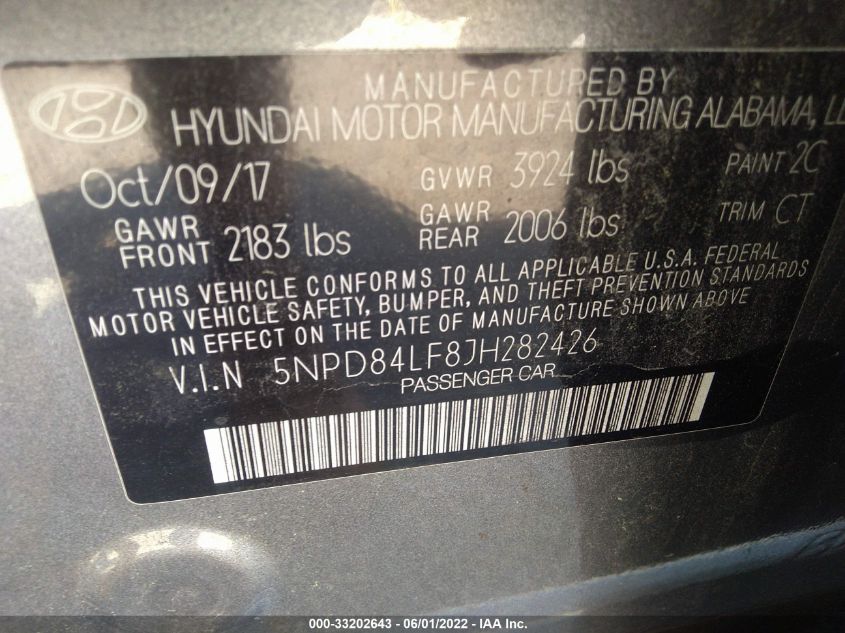 MANUFACTURED BY
HYUNDAI MOTOR MANUFACTURING ALABAMA, LL
Oct/09/17 GVWR 3924 lbs PAINT 2C
GAWR FRONT 2183 lbs GAWR REAR 2006 lbs TRIM CT
THIS VEHICLE CONFORMS TO ALL APPLICABLE U.S.A. FEDERAL
MOTOR VEHICLE SAFETY, BUMPER, AND THEFT PREVENTION STANDARDS
IN EFFECT ON THE DATE OF MANUFACTURE SHOWN ABOVE
V.I.N 5NPD84LF8JH282426
PASSENGER CAR
000-33202643 - 06/01/2022 - IAA Inc.